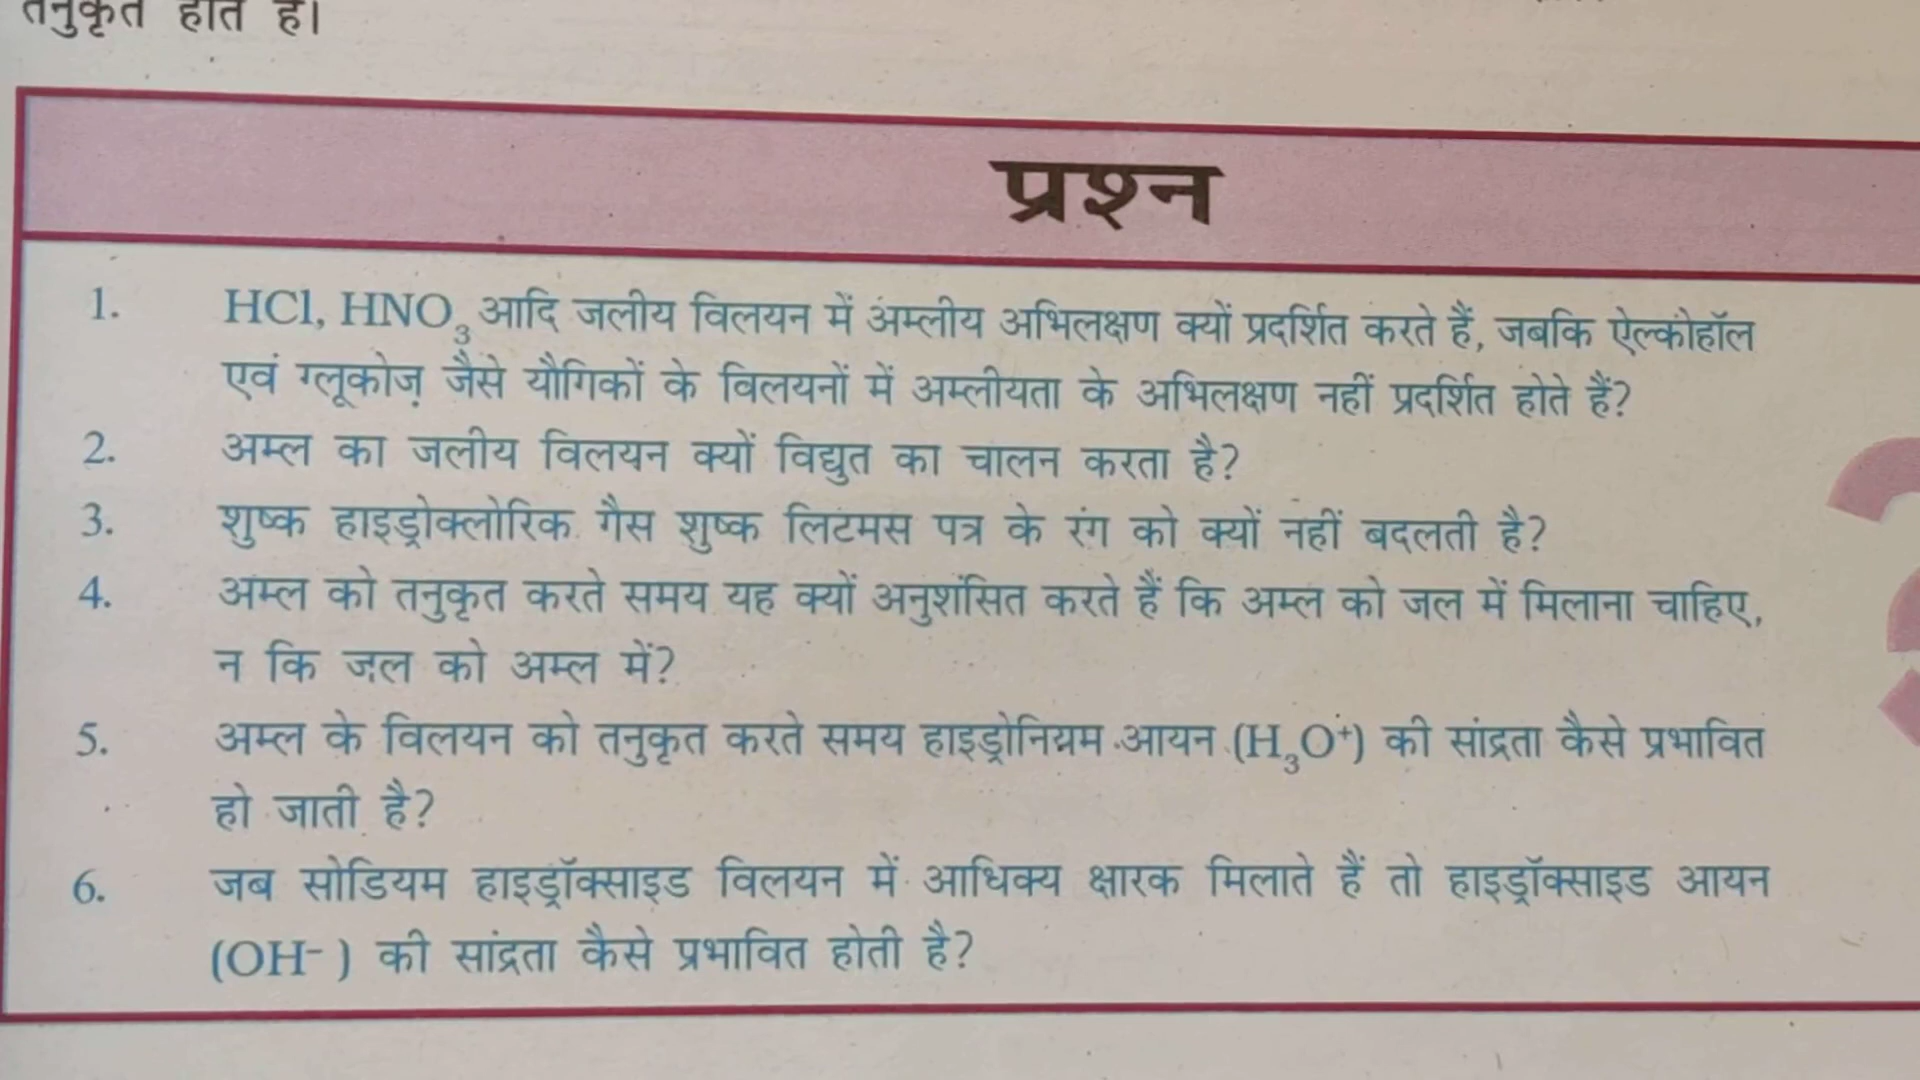 तनुकृत होते हैं।
प्रश्न
1. HCl, HNO₃ आदि जलीय विलयन में अम्लीय अभिलक्षण क्यों प्रदर्शित करते हैं, जबकि ऐल्कोहॉल
एवं ग्लूकोज़ जैसे यौगिकों के विलयनों में अम्लीयता के अभिलक्षण नहीं प्रदर्शित होते हैं?
2. अम्ल का जलीय विलयन क्यों विद्युत का चालन करता है?
3. शुष्क हाइड्रोक्लोरिक गैस शुष्क लिटमस पत्र के रंग को क्यों नहीं बदलती है?
4. अम्ल को तनुकृत करते समय यह क्यों अनुशंसित करते हैं कि अम्ल को जल में मिलाना चाहिए,
न कि जल को अम्ल में?
5. अम्ल के विलयन को तनुकृत करते समय हाइड्रोनियम आयन (H₃O⁺) की सांद्रता कैसे प्रभावित
हो जाती है?
6. जब सोडियम हाइड्रॉक्साइड विलयन में आधिक्य क्षारक मिलाते हैं तो हाइड्रॉक्साइड आयन
(OH⁻ ) की सांद्रता कैसे प्रभावित होती है?